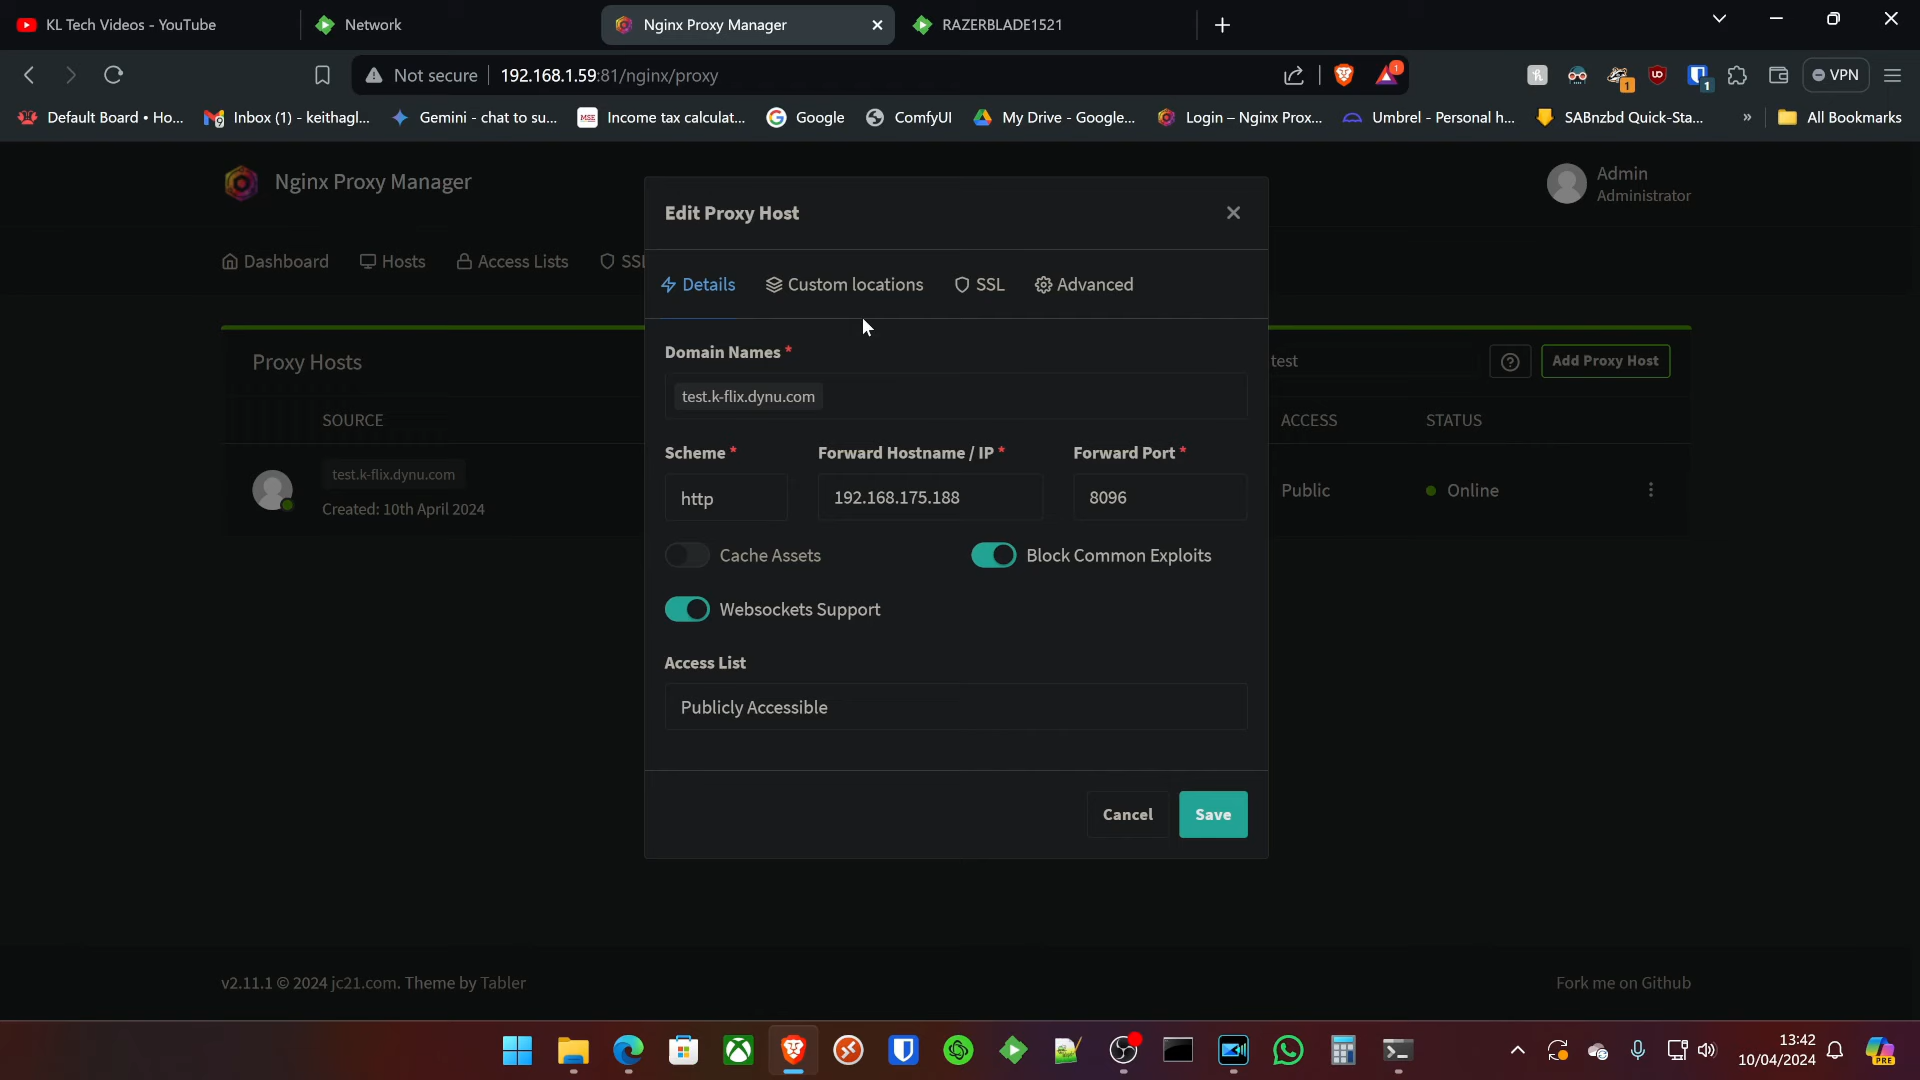 KL Tech Videos - YouTube
Network
Nginx Proxy Manager
RAZERBLADE1521
Not secure
192.168.1.59:81/nginx/proxy
1
1
1
VPN
Default Board • Ho...
Inbox (1) - keithagl...
Gemini - chat to su...
MSE
Income tax calculat...
Google
ComfyUI
My Drive - Google...
Login – Nginx Prox...
Umbrel - Personal h...
SABnzbd Quick-Sta...
»
All Bookmarks
Nginx Proxy Manager
Admin
Administrator
Dashboard
Hosts
Access Lists
SSL
Edit Proxy Host
Details
Custom locations
SSL
Advanced
Proxy Hosts
test
Add Proxy Host
SOURCE
ACCESS
STATUS
test.k-flix.dynu.com
Created: 10th April 2024
Public
Online
Domain Names *
test.k-flix.dynu.com
Scheme *
Forward Hostname / IP *
Forward Port *
http
192.168.175.188
8096
Cache Assets
Block Common Exploits
Websockets Support
Access List
Publicly Accessible
Cancel
Save
v2.11.1 © 2024 jc21.com. Theme by Tabler
Fork me on Github
13:42
10/04/2024
PRE